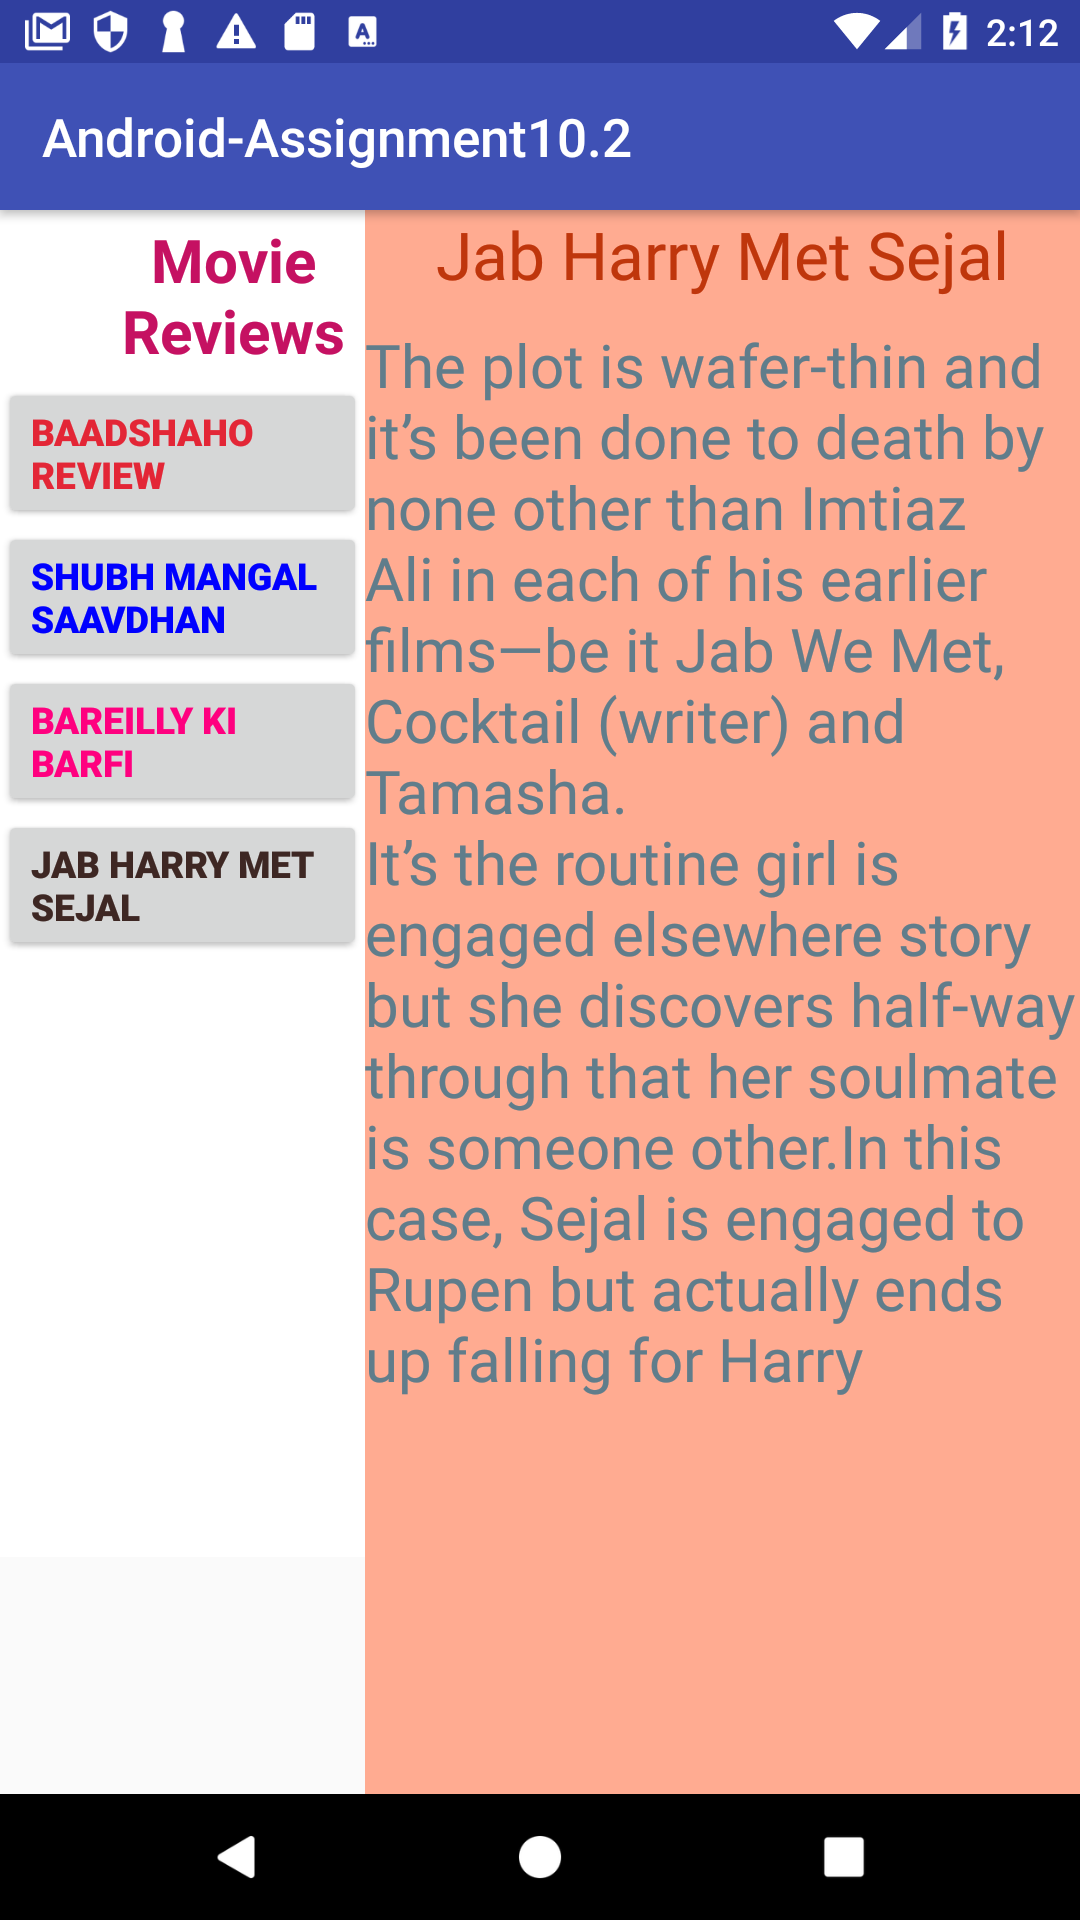 2:12
Android-Assignment10.2
Movie
Reviews
BAADSHAHO
REVIEW
SHUBH MANGAL
SAAVDHAN
BAREILLY KI
BARFI
JAB HARRY MET
SEJAL
Jab Harry Met Sejal
The plot is wafer-thin and
it’s been done to death by
none other than Imtiaz
Ali in each of his earlier
films—be it Jab We Met,
Cocktail (writer) and
Tamasha.
It’s the routine girl is
engaged elsewhere story
but she discovers half-way
through that her soulmate
is someone other.In this
case, Sejal is engaged to
Rupen but actually ends
up falling for Harry